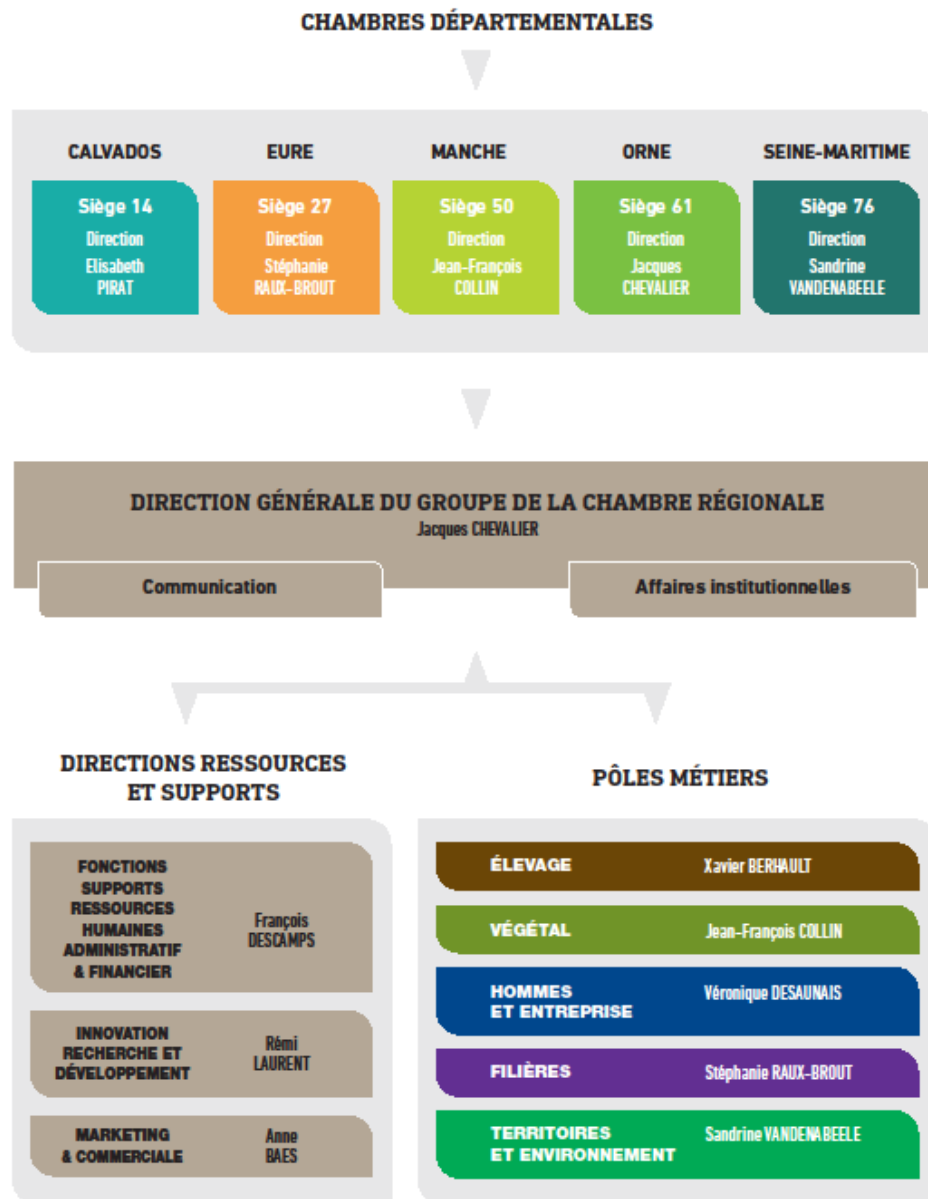 CHAMBRES DÉPARTEMENTALES
CALVADOS
Siège 14
Direction
Elisabeth
PIRAT
EURE
Siège 27
Direction
Stéphanie
RAUX-BROUT
MANCHE
Siège 50
Direction
Jean-François
COLLIN
ORNE
Siège 61
Direction
Jacques
CHEVALIER
SEINE-MARITIME
Siège 76
Direction
Sandrine
VANDENABEELE
DIRECTION GÉNÉRALE DU GROUPE DE LA CHAMBRE RÉGIONALE
Jacques CHEVALIER
Communication
Affaires institutionnelles
DIRECTIONS RESSOURCES
ET SUPPORTS
FONCTIONS
SUPPORTS
RESSOURCES
HUMAINES
ADMINISTRATIF
& FINANCIER
François
DESCAMPS
INNOVATION
RECHERCHE ET
DÉVELOPPEMENT
Rémi
LAURENT
MARKETING
& COMMERCIALE
Anne
BAES
PÔLES MÉTIERS
ÉLEVAGE
Xavier BERHAULT
VÉGÉTAL
Jean-François COLLIN
HOMMES
ET ENTREPRISE
Véronique DESAUNAIS
FILIÈRES
Stéphanie RAUX-BROUT
TERRITOIRES
ET ENVIRONNEMENT
Sandrine VANDENABEELE